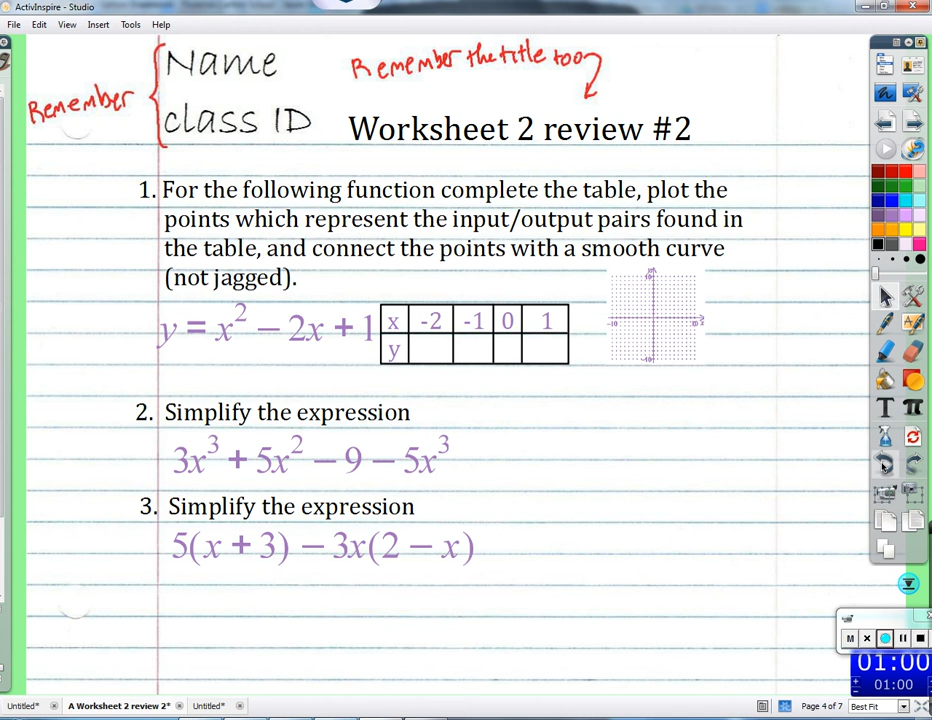 ActivInspire - Studio
File Edit View Insert Tools Help
Remember
Name
class ID
Remember the title too
Worksheet 2 review #2
1. For the following function complete the table, plot the
points which represent the input/output pairs found in
the table, and connect the points with a smooth curve
(not jagged).
y = x² − 2x + 1
x -2 -1 0 1
y
2. Simplify the expression
3x³ + 5x² − 9 − 5x³
3. Simplify the expression
5(x + 3) − 3x(2 − x)
M
01:00
01:00
Untitled* A Worksheet 2 review 2* Untitled* Page 4 of 7 Best Fit